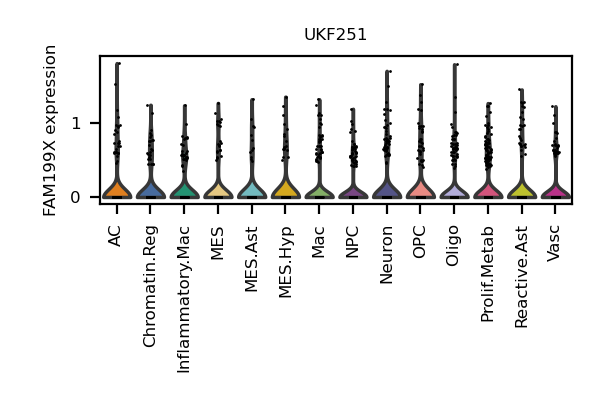 UKF251
FAM199X expression
1
0
AC
Chromatin.Reg
Inflammatory.Mac
MES
MES.Ast
MES.Hyp
Mac
NPC
Neuron
OPC
Oligo
Prolif.Metab
Reactive.Ast
Vasc